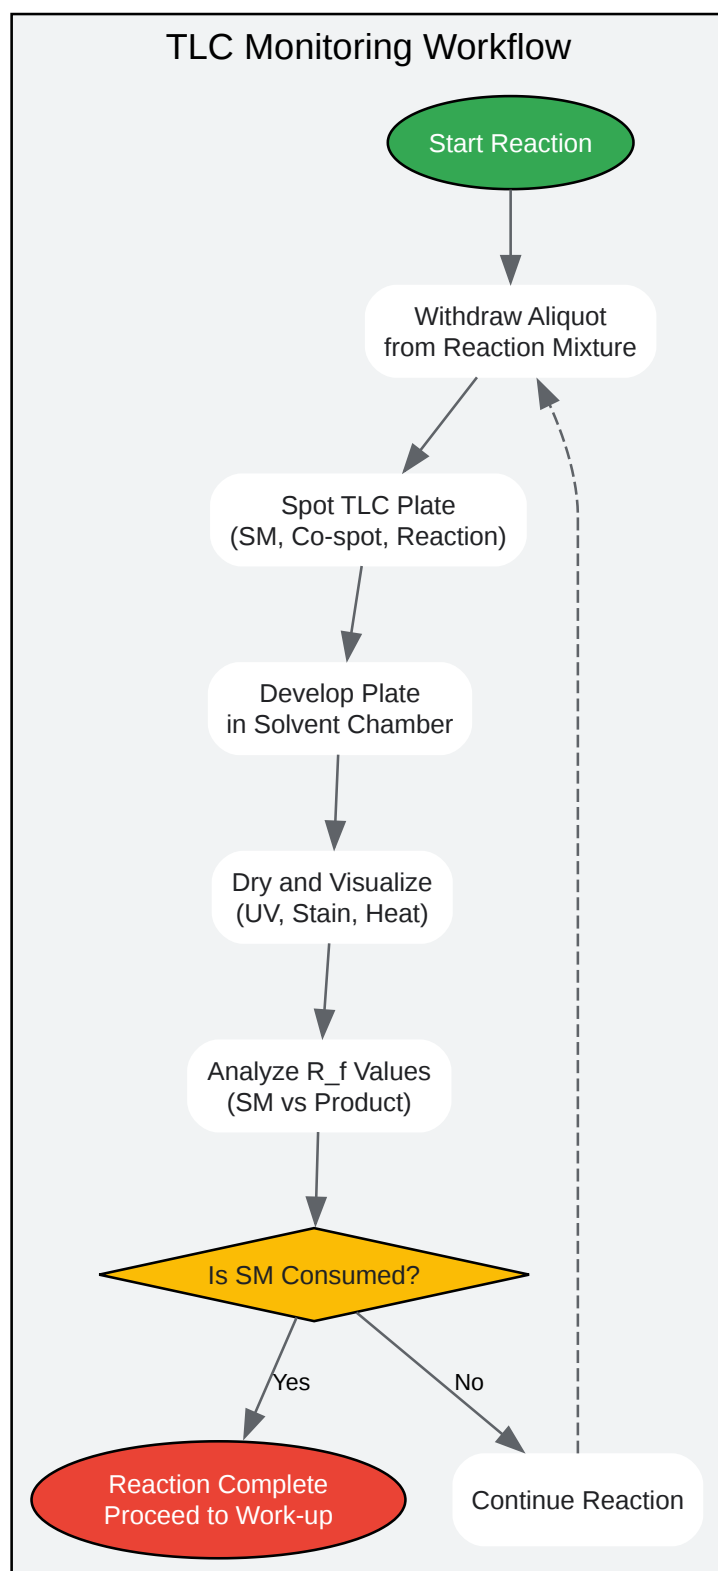 TLC Monitoring Workflow
Start Reaction
Withdraw Aliquot
from Reaction Mixture
Spot TLC Plate
(SM, Co-spot, Reaction)
Develop Plate
in Solvent Chamber
Dry and Visualize
(UV, Stain, Heat)
Analyze R_f Values
(SM vs Product)
Is SM Consumed?
Yes
No
Reaction Complete
Proceed to Work-up
Continue Reaction